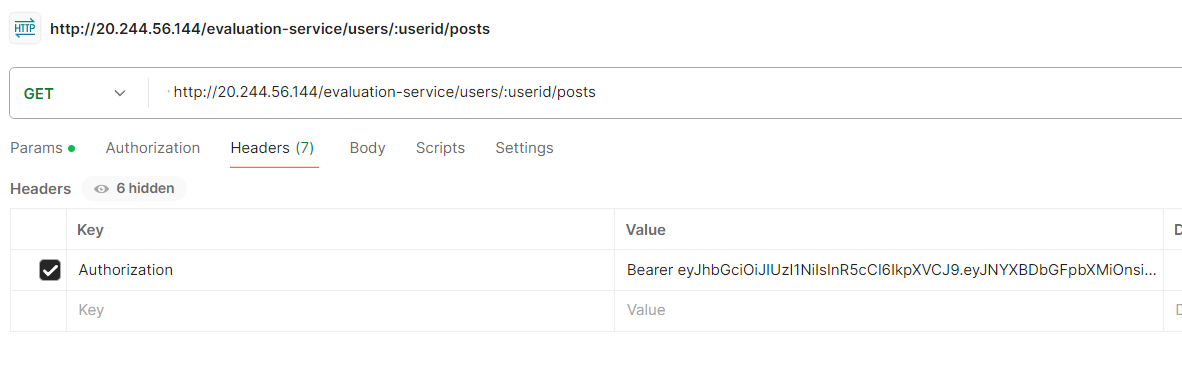 HTTP http://20.244.56.144/evaluation-service/users/:userid/posts
GET http://20.244.56.144/evaluation-service/users/:userid/posts
Params Authorization Headers (7) Body Scripts Settings
Headers 6 hidden
Key Value D
Authorization Bearer eyJhbGciOiJIUzI1NiIsInR5cCI6IkpXVCJ9.eyJNYXBDbGFpbXMiOnsi...
Key Value D